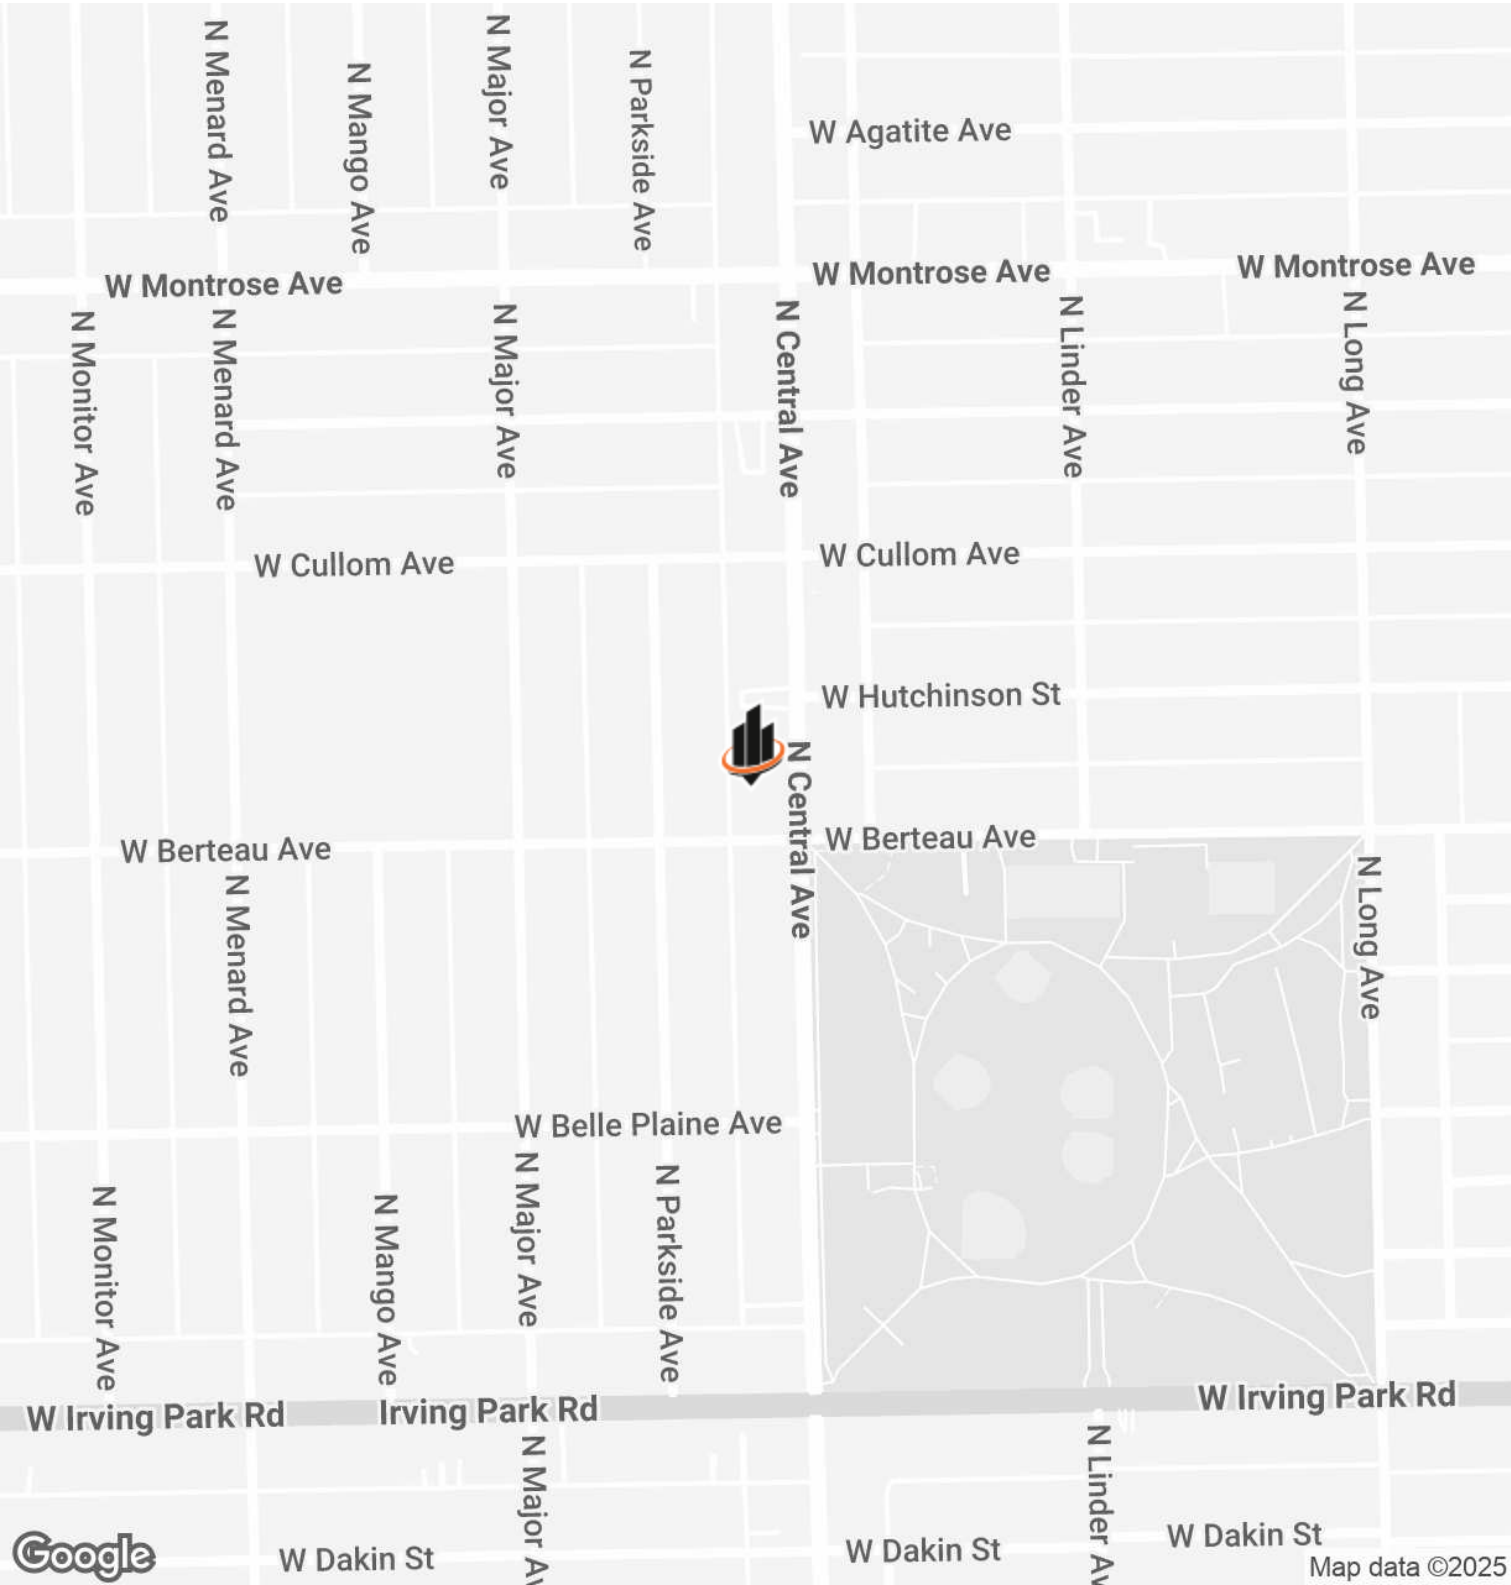 N Menard Ave
N Mango Ave
N Major Ave
N Parkside Ave
W Agatite Ave
W Montrose Ave
W Montrose Ave
W Montrose Ave
N Monitor Ave
N Menard Ave
N Major Ave
N Central Ave
N Linder Ave
N Long Ave
W Cullom Ave
W Cullom Ave
W Hutchinson St
N Central Ave
W Berteau Ave
W Berteau Ave
N Menard Ave
N Long Ave
W Belle Plaine Ave
N Monitor Ave
N Mango Ave
N Major Ave
N Parkside Ave
W Irving Park Rd
Irving Park Rd
W Irving Park Rd
N Major Av
N Linder Av
W Dakin St
W Dakin St
W Dakin St
Google
Map data ©2025